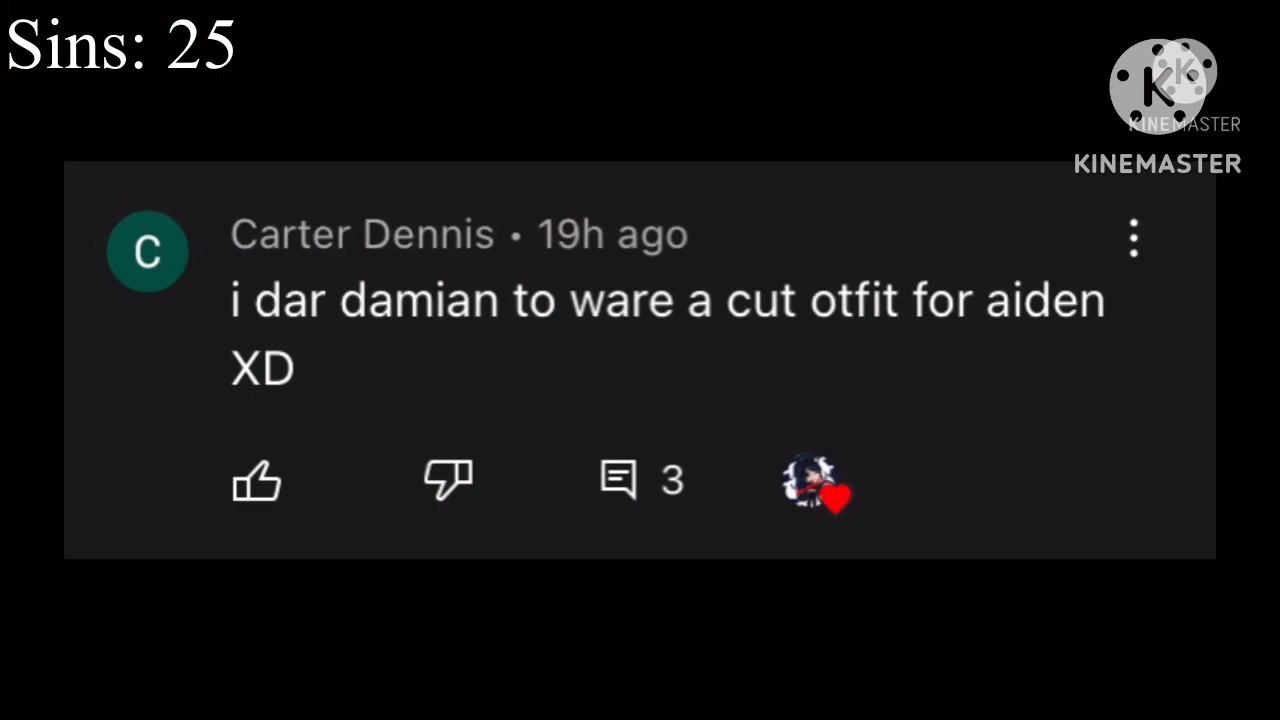 Sins: 25
K K
KINEMASTER
KINEMASTER
C
Carter Dennis • 19h ago
i dar damian to ware a cut otfit for aiden
XD
3